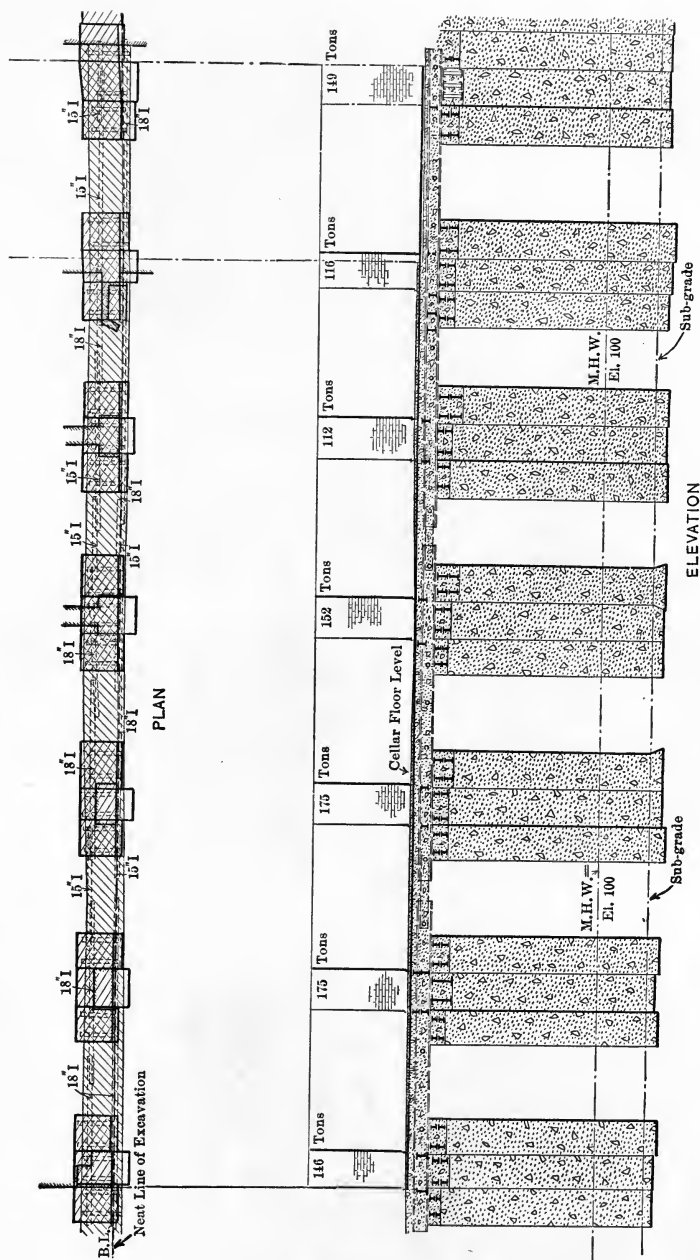 18"I
18"I
15"I
18"I
18"I
15"I
15"I
18"I
15"I
15"I
B.L.
Neat Line of Excavation
15"I
18"I
15"I
18"I
18"I
PLAN
146 Tons
175 Tons
175 Tons
152 Tons
112 Tons
116 Tons
149 Tons
Cellar Floor Level
M.H.W.
El. 100
M.H.W.
El. 100
Sub-grade
Sub-grade
ELEVATION